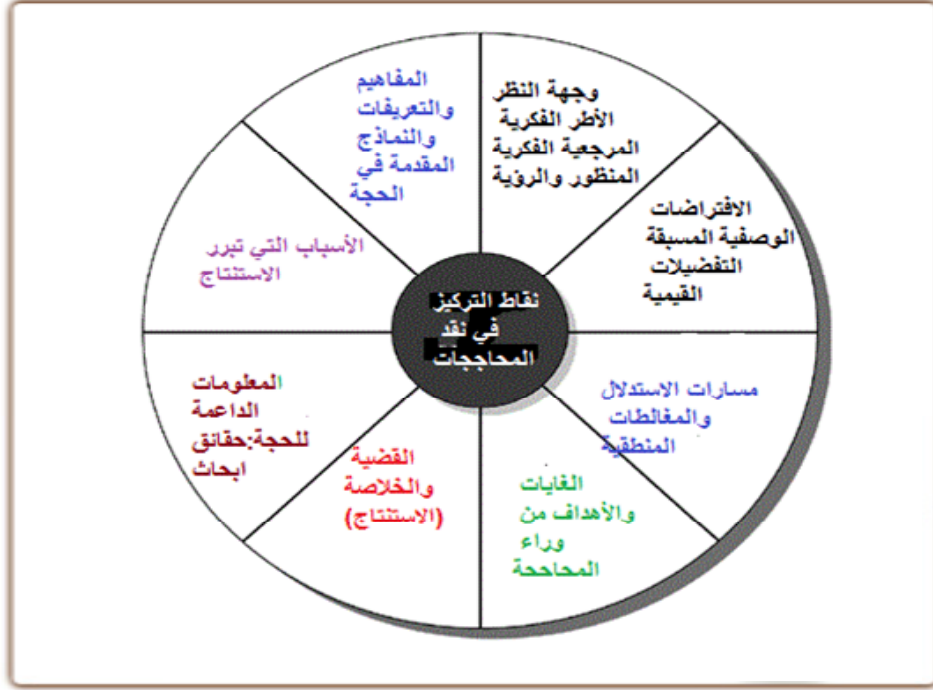 المفاهيم
والتعريفات
والنماذج
المقدمة في
الحجة
وجهة النظر
الأطر الفكرية
المرجعية الفكرية
المنظور والرؤية
الافتراضات
الوصفية المسبقة
التفضيلات
القيمية
الأسباب التي تبرر
الاستنتاج
نقاط التركيز
في نقد
المحاججات
مسارات الاستدلال
والمغالطات
المنطقية
المعلومات
الداعمة
للحجة:حقائق
ابحاث
القضية
والخلاصة
(الاستنتاج)
الغايات
والأهداف من
وراء
المحاححة